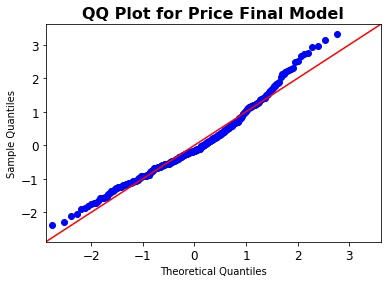 QQ Plot for Price Final Model
3
2
1
0
−1
−2
Sample Quantiles
−2 −1 0 1 2 3
Theoretical Quantiles